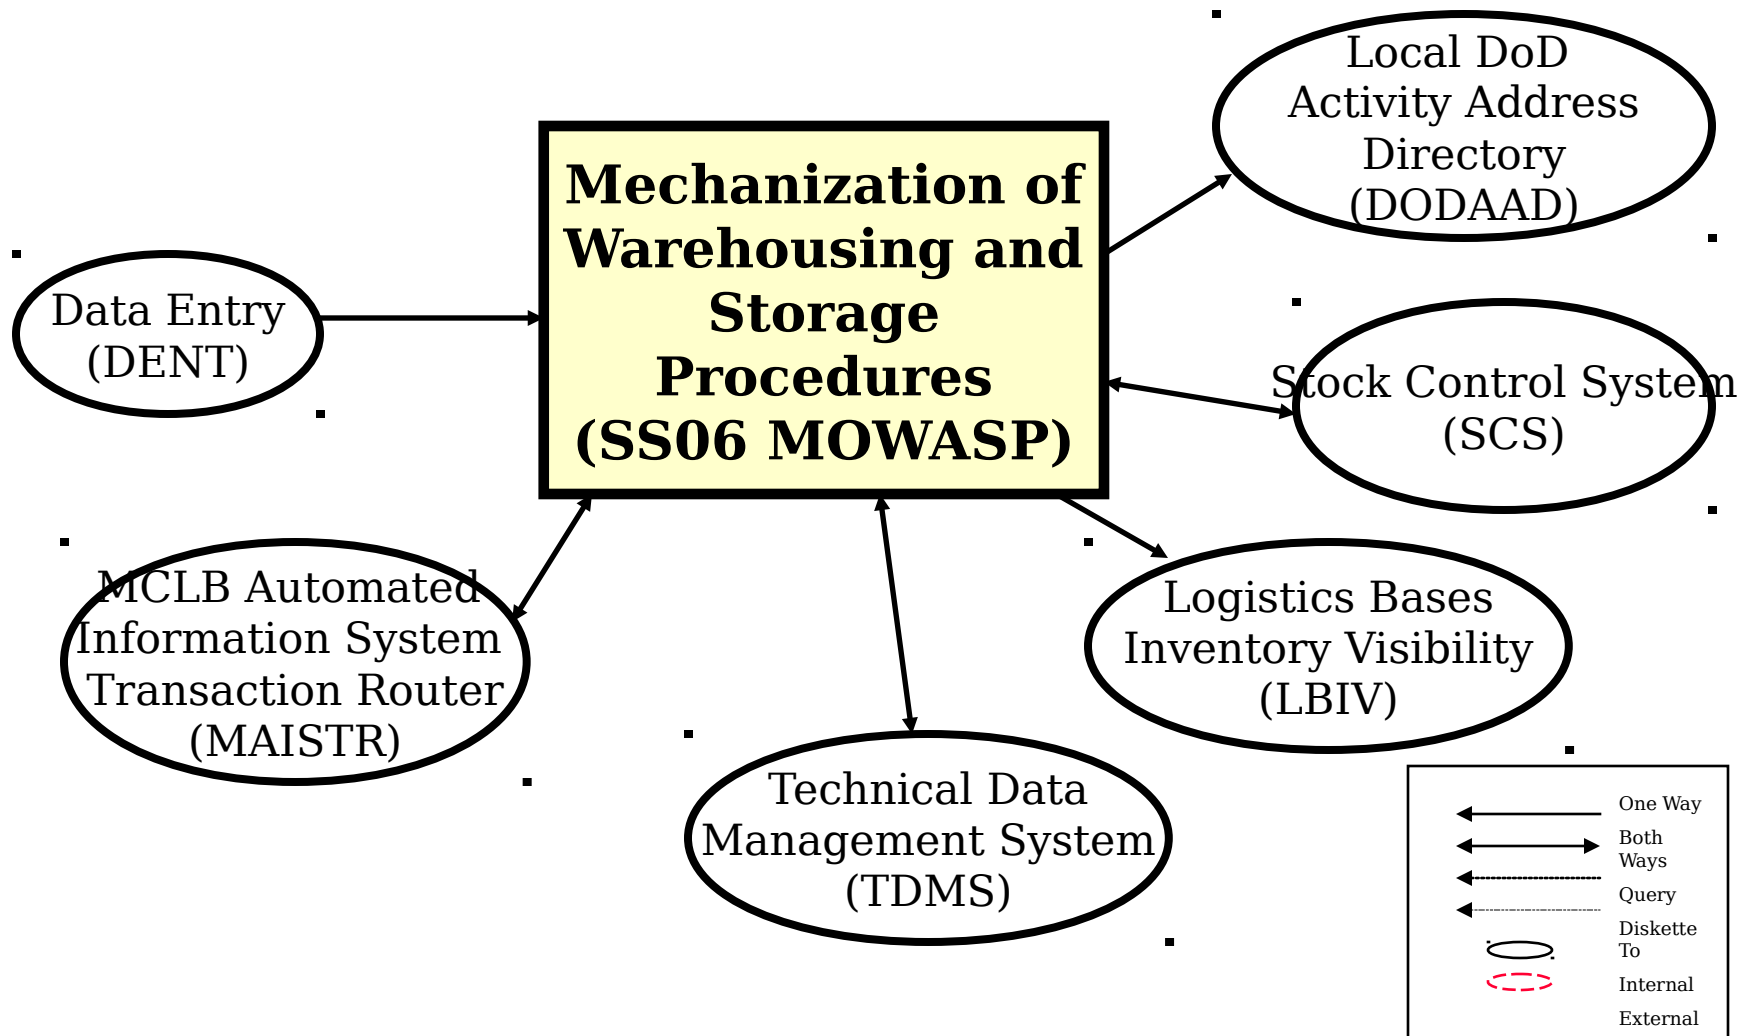 Local DoD
Activity Address
Directory
(DODAAD)
Mechanization of
Warehousing and
Storage
Procedures
(SS06 MOWASP)
Data Entry
(DENT)
Stock Control System
(SCS)
MCLB Automated
Information System
Transaction Router
(MAISTR)
Logistics Bases
Inventory Visibility
(LBIV)
Technical Data
Management System
(TDMS)
One Way
Both
Ways
Query
Diskette
To
Internal
External